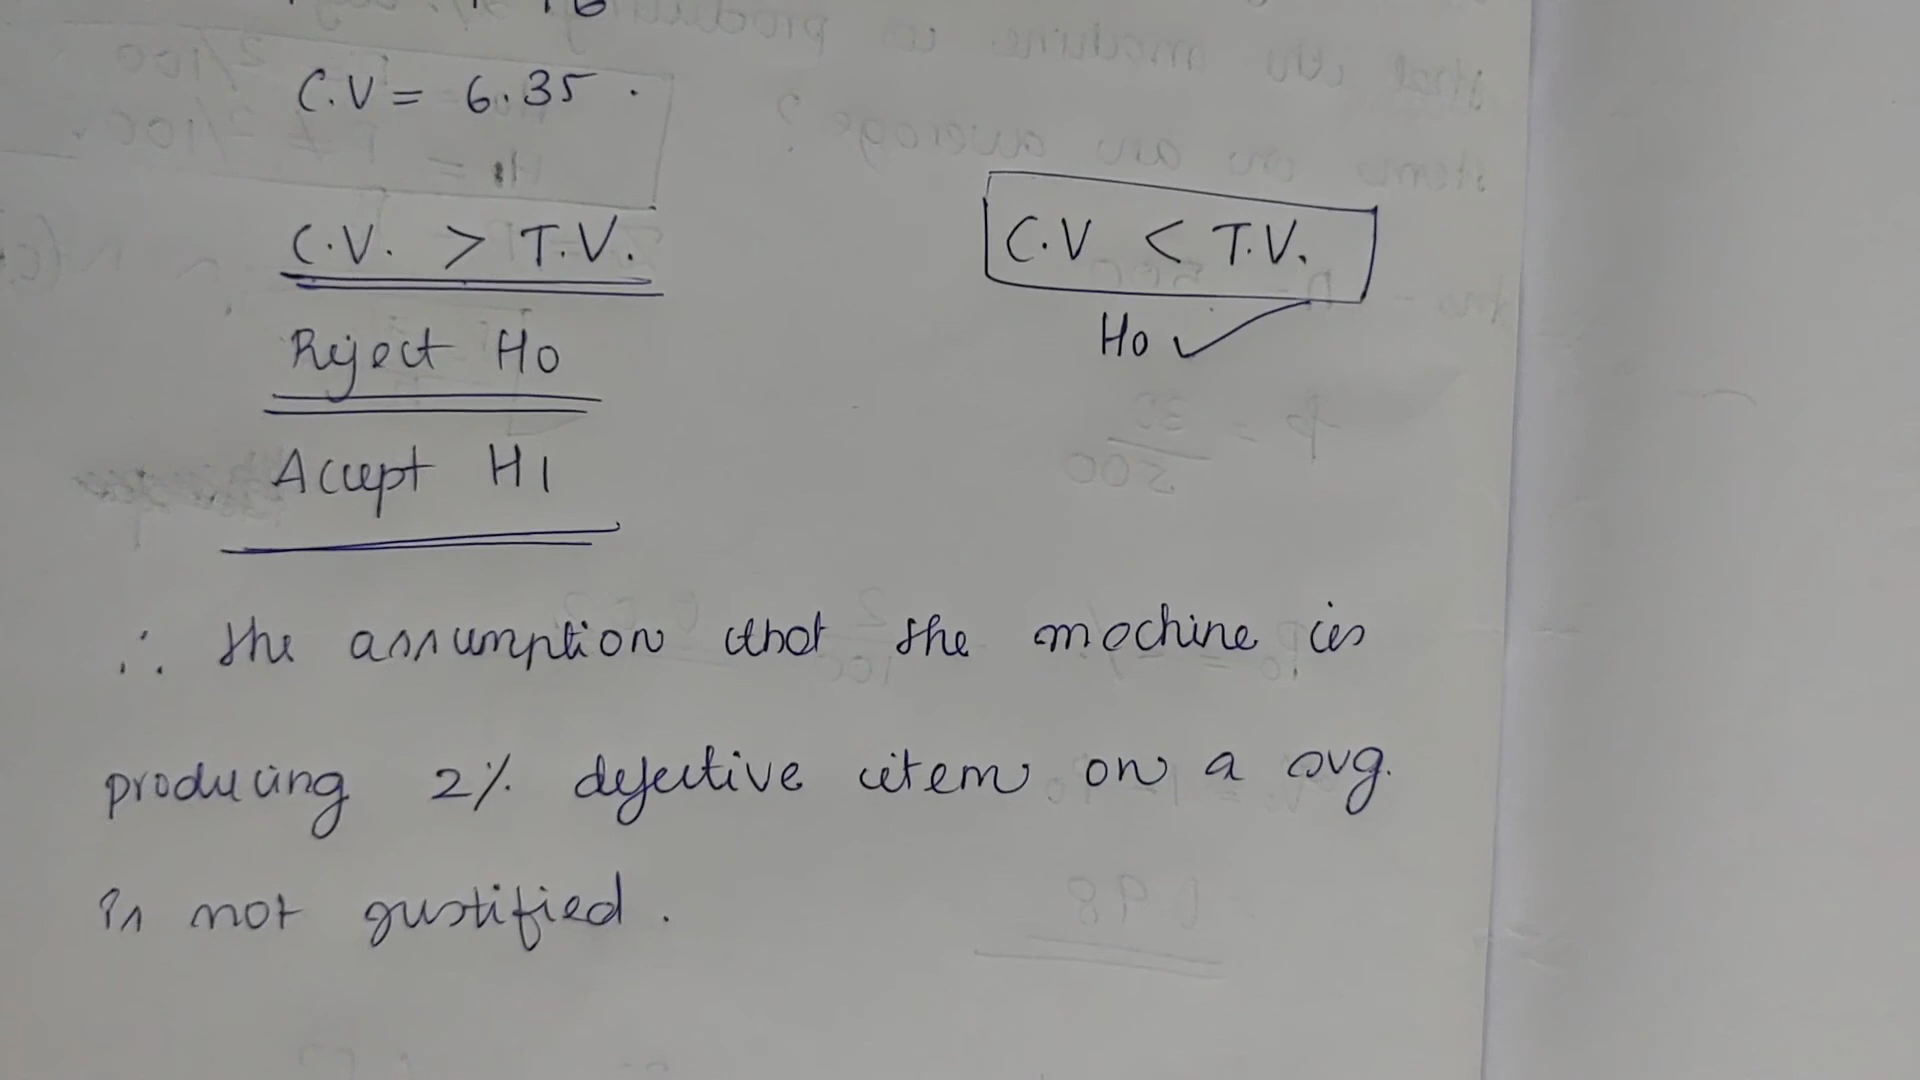 C.V = 6.35.
C.V. > T.V.
C.V < T.V.
Reject H0
H0 ✓
Accept H1
∴ the assumption that the machine is
producing 2% defective item on a avg.
is not justified.